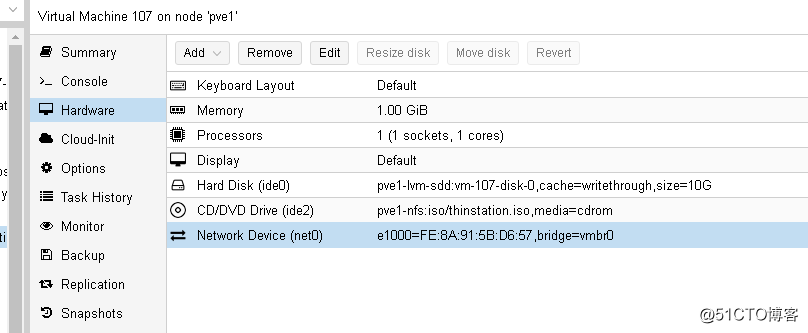 Virtual Machine 107 on node 'pve1'
Summary
Console
Hardware
Cloud-Init
Options
Task History
Monitor
Backup
Replication
Snapshots
Add Remove Edit Resize disk Move disk Revert
Keyboard Layout Default
Memory 1.00 GiB
Processors 1 (1 sockets, 1 cores)
Display Default
Hard Disk (ide0) pve1-lvm-sdd:vm-107-disk-0,cache=writethrough,size=10G
CD/DVD Drive (ide2) pve1-nfs:iso/thinstation.iso,media=cdrom
Network Device (net0) e1000=FE:8A:91:5B:D6:57,bridge=vmbr0
@51CTO博客